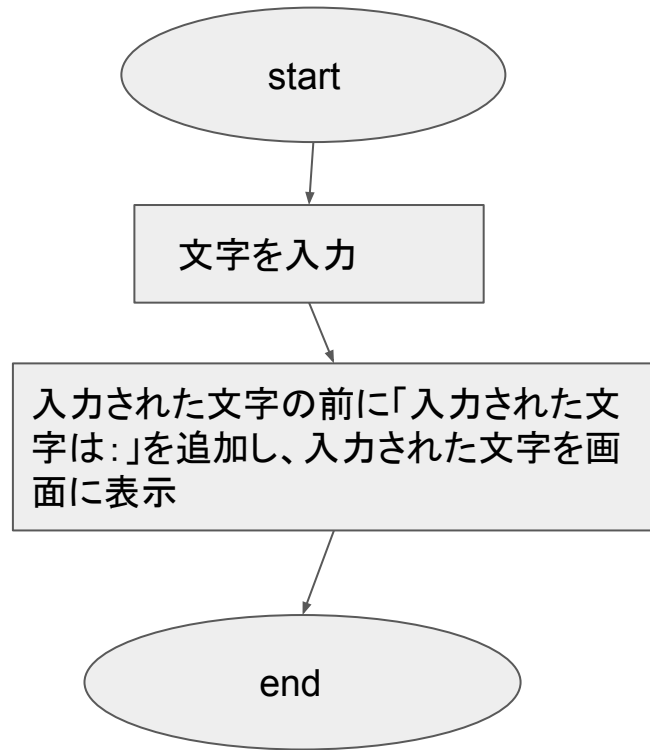 start
文字を入力
入力された文字の前に「入力された文
字は：」を追加し、入力された文字を画
面に表示
end